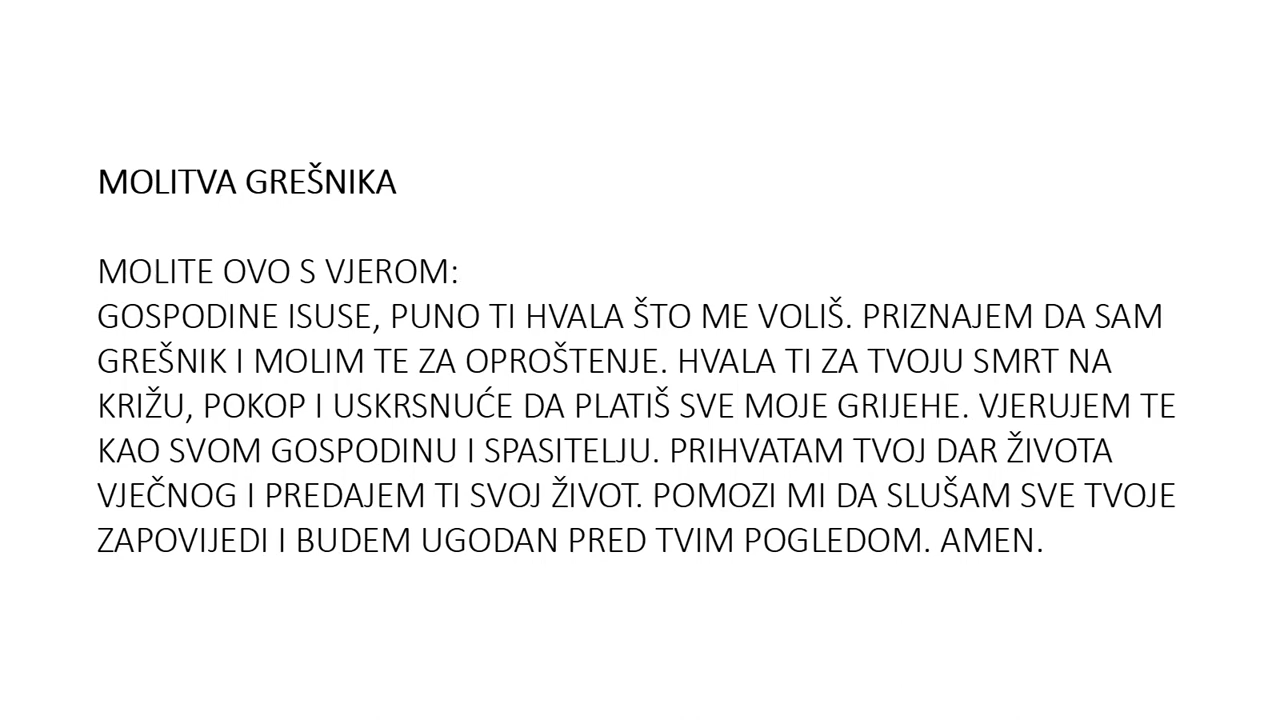 MOLITVA GREŠNIKA
MOLITE OVO S VJEROM:
GOSPODINE ISUSE, PUNO TI HVALA ŠTO ME VOLIŠ. PRIZNAJEM DA SAM
GREŠNIK I MOLIM TE ZA OPROŠTENJE. HVALA TI ZA TVOJU SMRT NA
KRIŽU, POKOP I USKRSNUĆE DA PLATIŠ SVE MOJE GRIJEHE. VJERUJEM TE
KAO SVOM GOSPODINU I SPASITELJU. PRIHVATAM TVOJ DAR ŽIVOTA
VJEČNOG I PREDAJEM TI SVOJ ŽIVOT. POMOZI MI DA SLUŠAM SVE TVOJE
ZAPOVIJEDI I BUDEM UGODAN PRED TVIM POGLEDOM. AMEN.